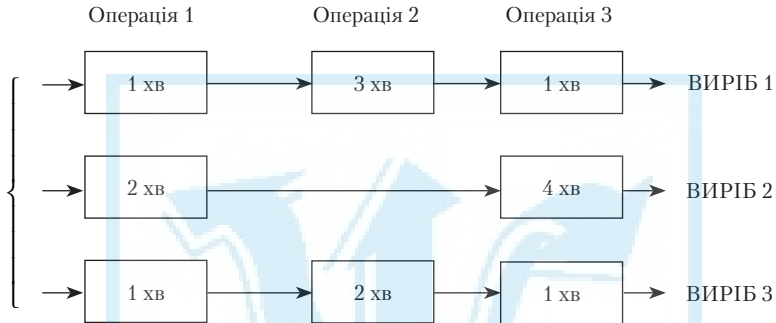 Операція 1 Операція 2 Операція 3
1 хв 3 хв 1 хв ВИРІБ 1
2 хв 4 хв ВИРІБ 2
1 хв 2 хв 1 хв ВИРІБ 3